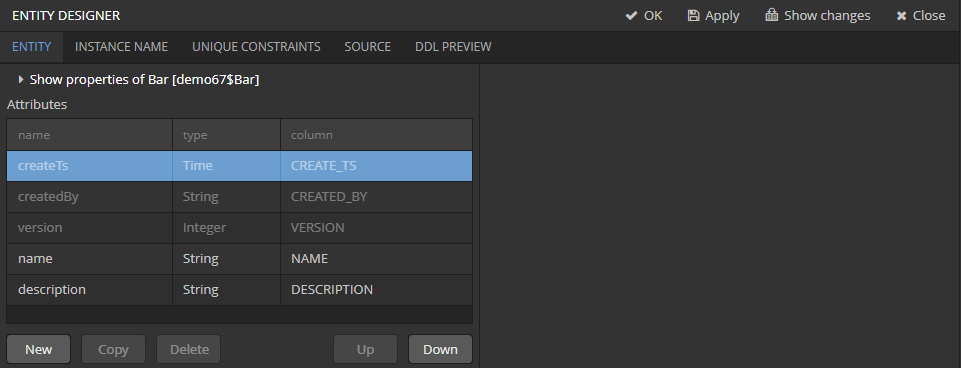 ENTITY DESIGNER OK Apply Show changes Close
ENTITY INSTANCE NAME UNIQUE CONSTRAINTS SOURCE DDL PREVIEW
Show properties of Bar [demo67$Bar]
Attributes
name type column
createTs Time CREATE_TS
createdBy String CREATED_BY
version Integer VERSION
name String NAME
description String DESCRIPTION
New Copy Delete Up Down